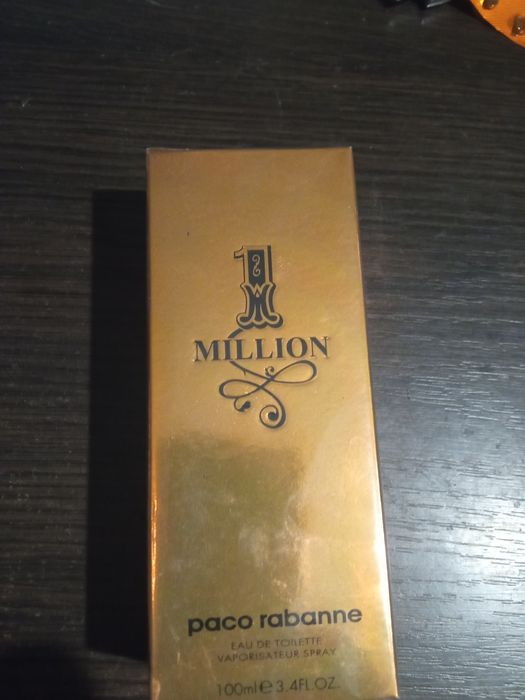 1
MILLION
paco rabanne
EAU DE TOILETTE
VAPORISATEUR SPRAY
100ml e 3.4FL.OZ.